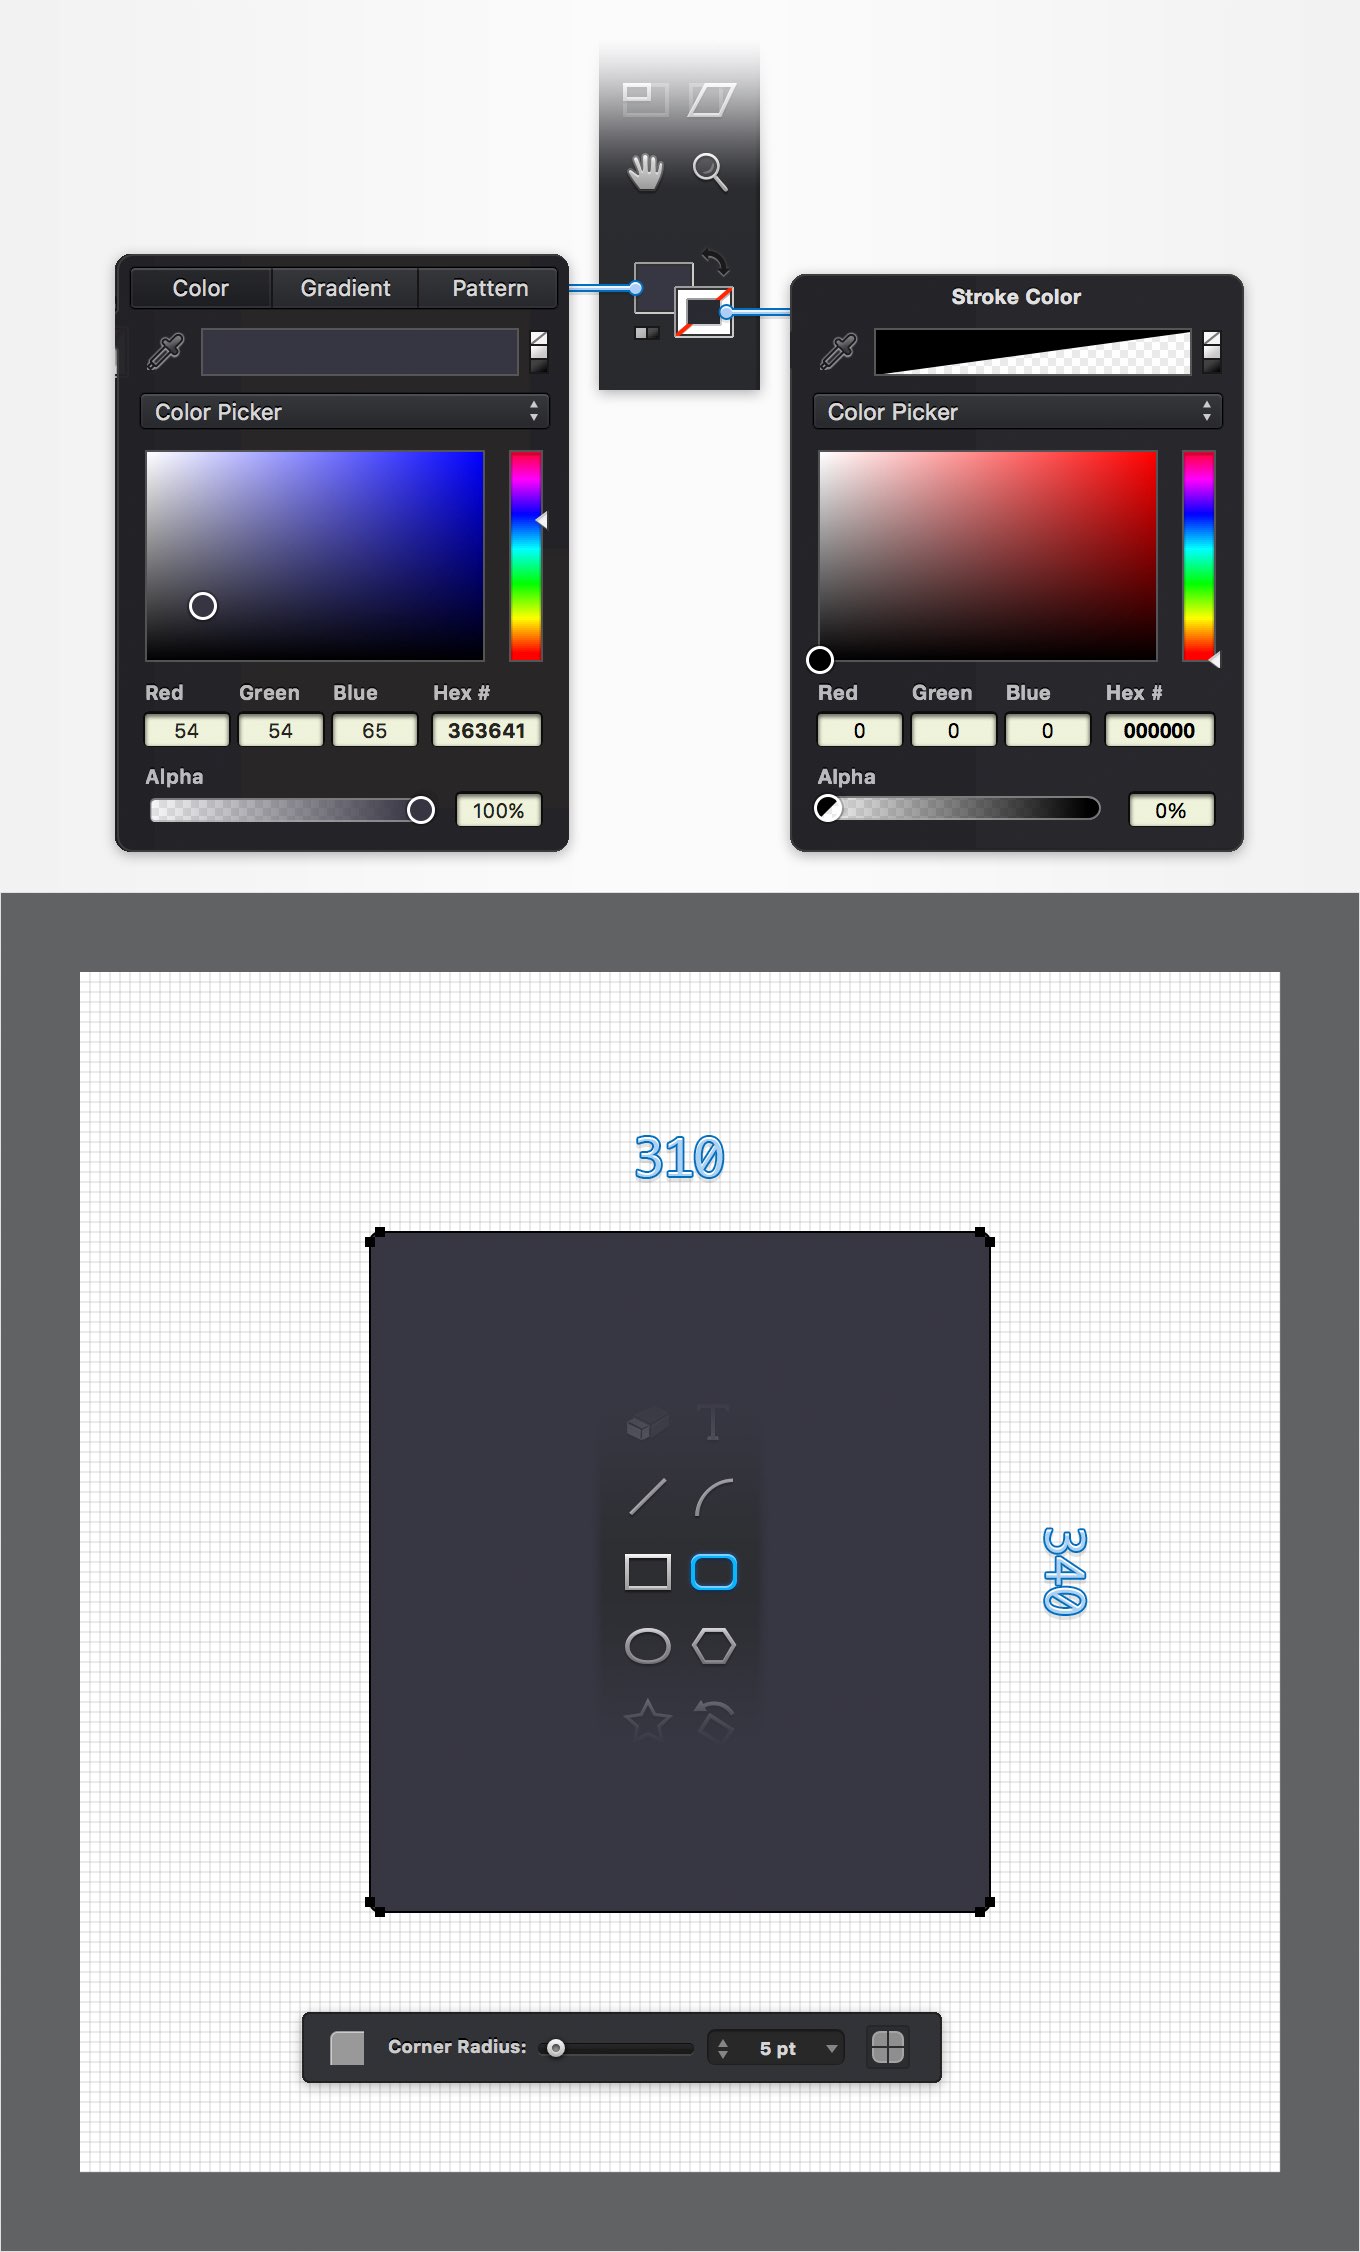 Color Gradient Pattern
Stroke Color
Color Picker
Color Picker
Red Green Blue Hex #
54 54 65 363641
Alpha
100%
Red Green Blue Hex #
0 0 0 000000
Alpha
0%
310
T
340
Corner Radius: 5 pt